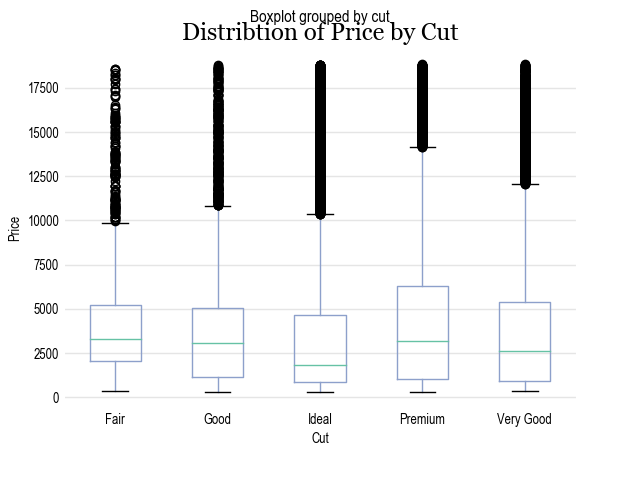 Boxplot grouped by cut
Distribtion of Price by Cut
17500
15000
12500
10000
7500
5000
2500
0
Price
Fair Good Ideal Premium Very Good
Cut